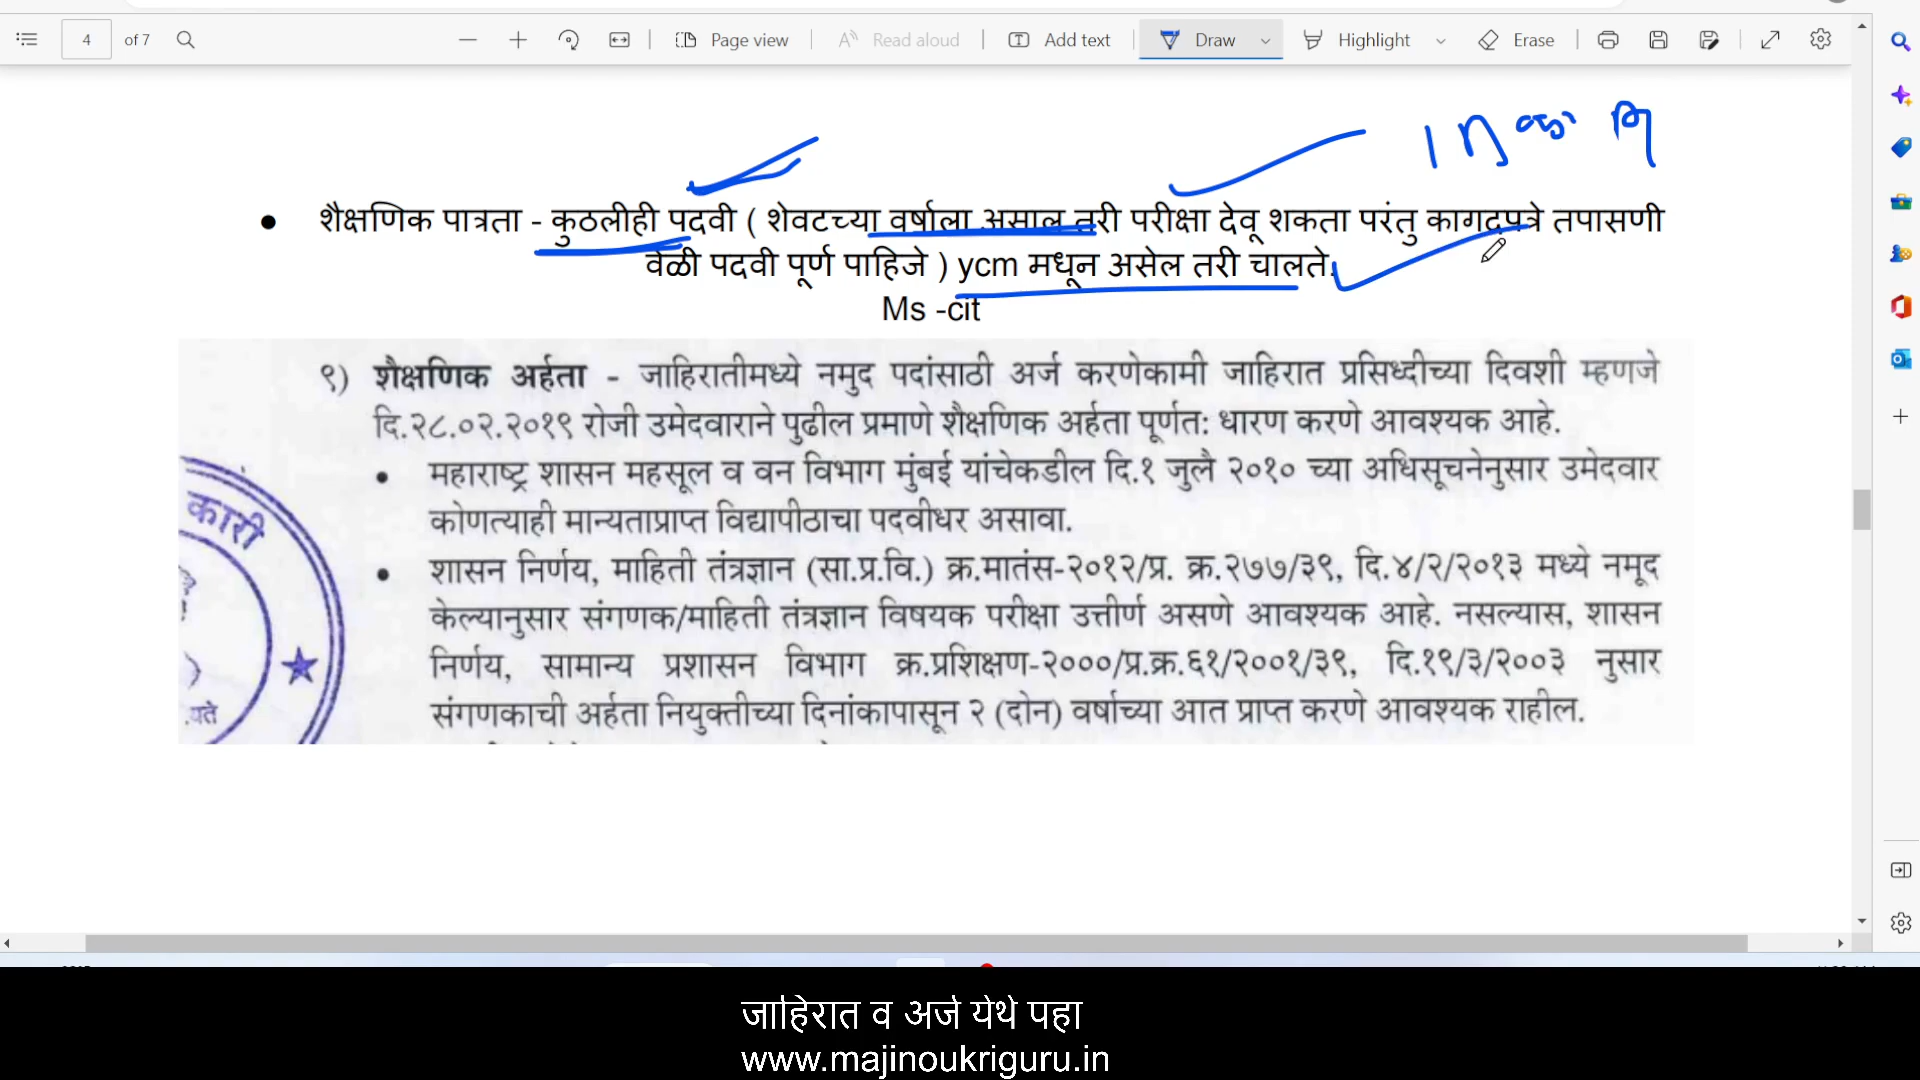 4 of 7 Page view Read aloud Add text Draw Highlight Erase
● शैक्षणिक पात्रता - कुठलीही पदवी ( शेवटच्या वर्षाला असाल तरी परीक्षा देवू शकता परंतु कागदपत्रे तपासणी
वेळी पदवी पूर्ण पाहिजे ) ycm मधून असेल तरी चालते.
Ms -cit
९) शैक्षणिक अर्हता - जाहिरातीमध्ये नमुद पदांसाठी अर्ज करणेकामी जाहिरात प्रसिध्दीच्या दिवशी म्हणजे
दि.२८.०२.२०१९ रोजी उमेदवाराने पुढील प्रमाणे शैक्षणिक अर्हता पूर्णत: धारण करणे आवश्यक आहे.
• महाराष्ट्र शासन महसूल व वन विभाग मुंबई यांचेकडील दि.१ जुलै २०१० च्या अधिसूचनेनुसार उमेदवार
कोणत्याही मान्यताप्राप्त विद्यापीठाचा पदवीधर असावा.
• शासन निर्णय, माहिती तंत्रज्ञान (सा.प्र.वि.) क्र.मातंस-२०१२/प्र. क्र.२७७/३९, दि.४/२/२०१३ मध्ये नमूद
केल्यानुसार संगणक/माहिती तंत्रज्ञान विषयक परीक्षा उत्तीर्ण असणे आवश्यक आहे. नसल्यास, शासन
निर्णय, सामान्य प्रशासन विभाग क्र.प्रशिक्षण-२०००/प्र.क्र.६१/२००१/३९, दि.१९/३/२००३ नुसार
संगणकाची अर्हता नियुक्तीच्या दिनांकापासून २ (दोन) वर्षाच्या आत प्राप्त करणे आवश्यक राहील.
कारी
जाहिरात व अर्ज येथे पहा
www.majinoukriguru.in